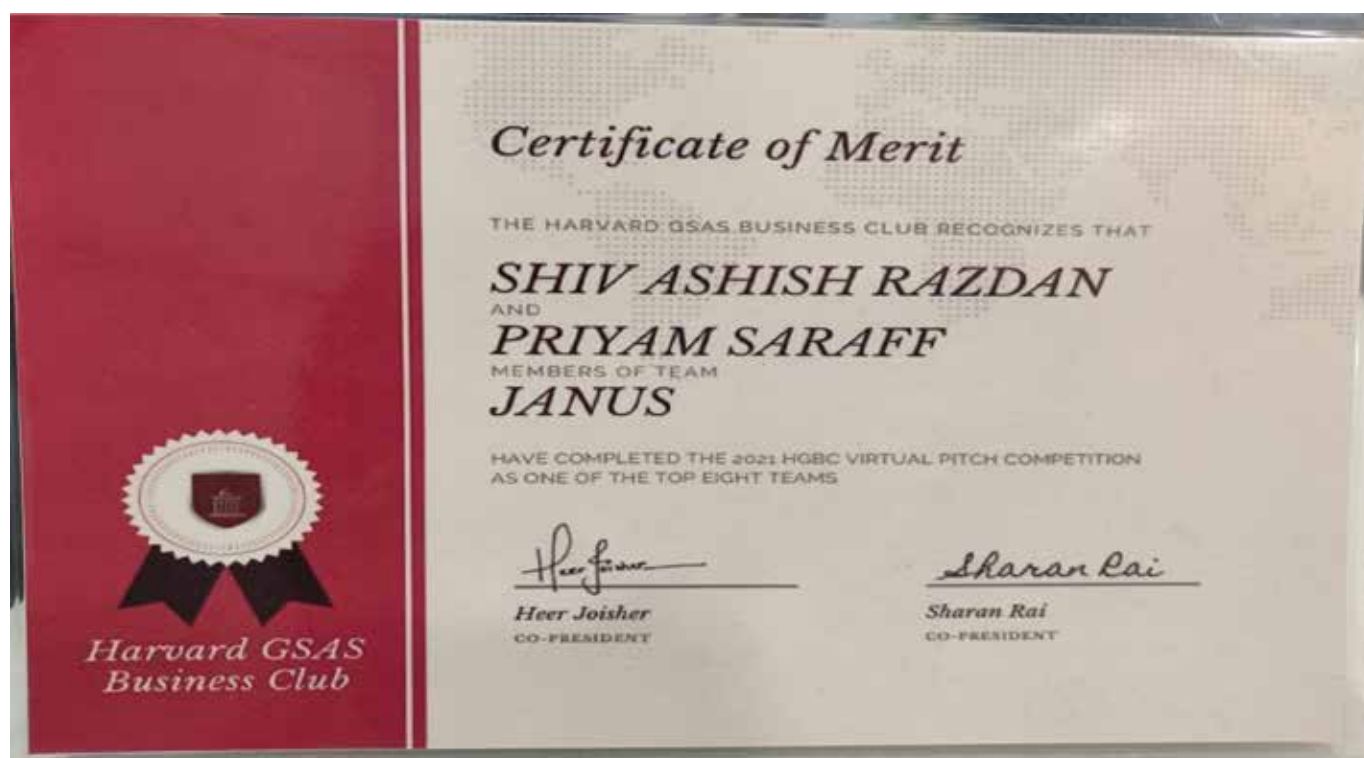 Certificate of Merit
THE HARVARD GSAS BUSINESS CLUB RECOGNIZES THAT
SHIV ASHISH RAZDAN
AND
PRIYAM SARAFF
MEMBERS OF TEAM
JANUS
HAVE COMPLETED THE 2021 HGBC VIRTUAL PITCH COMPETITION
AS ONE OF THE TOP EIGHT TEAMS
Heer Joisher
Sharan Rai
Heer Joisher
Sharan Rai
CO-PRESIDENT
CO-PRESIDENT
Harvard GSAS
Business Club